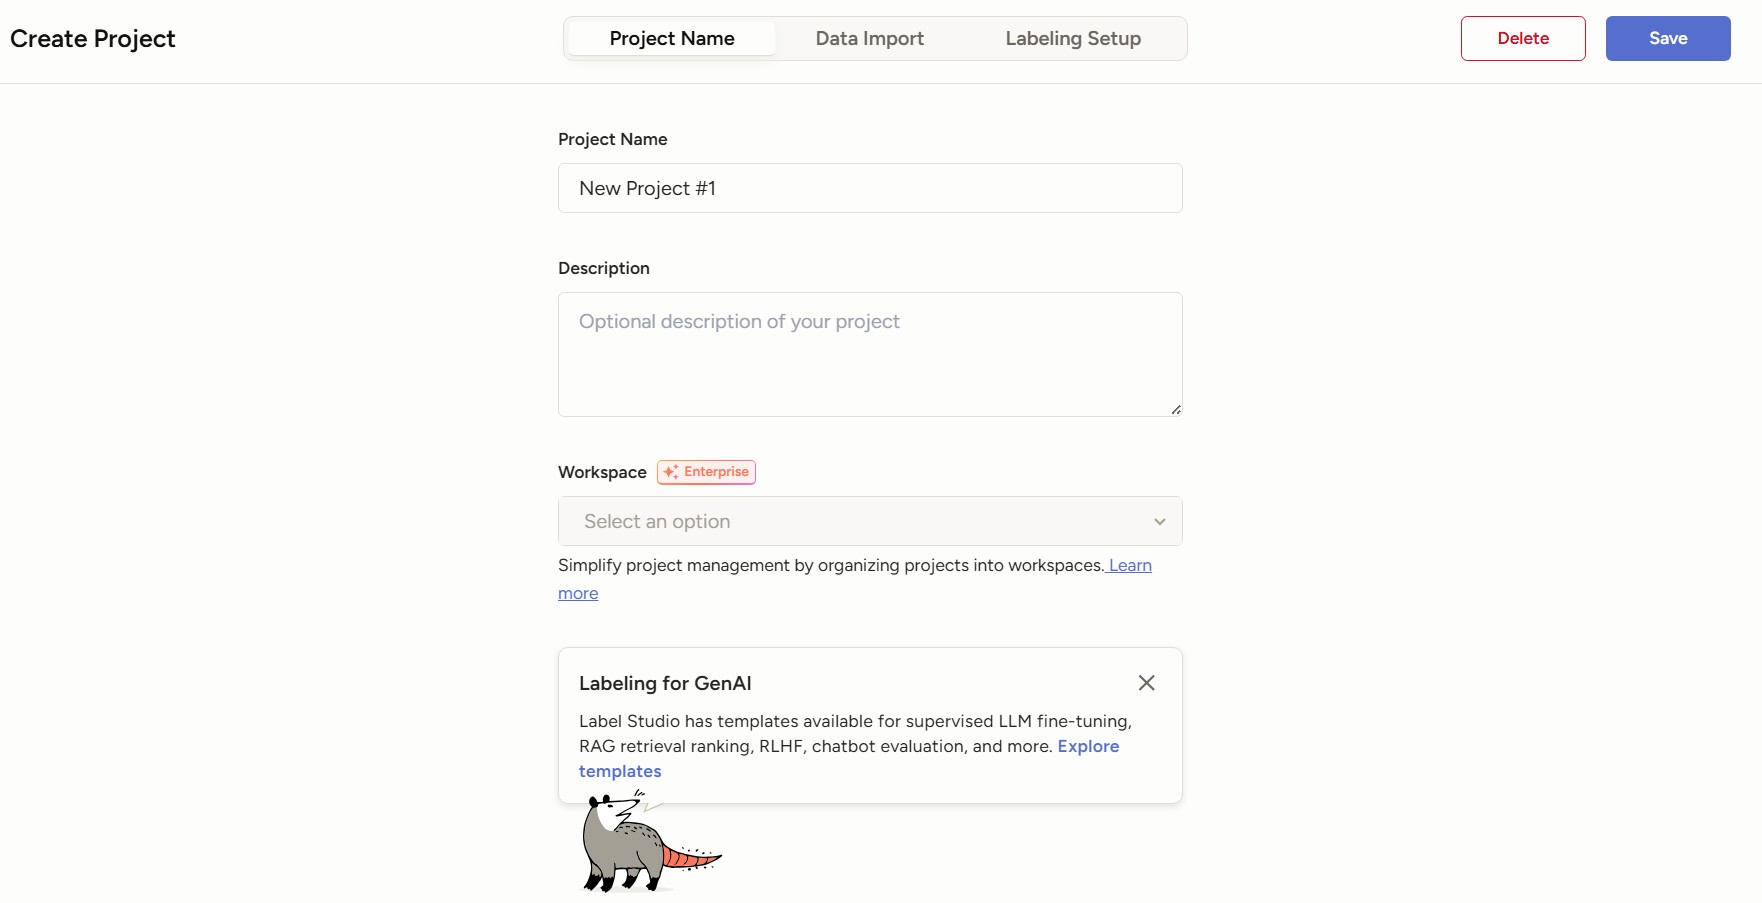 Create Project
Project Name
Data Import
Labeling Setup
Delete
Save
Project Name
New Project #1
Description
Optional description of your project
Workspace
Enterprise
Select an option
Simplify project management by organizing projects into workspaces. Learn
more
Labeling for GenAI
Label Studio has templates available for supervised LLM fine-tuning,
RAG retrieval ranking, RLHF, chatbot evaluation, and more. Explore
templates